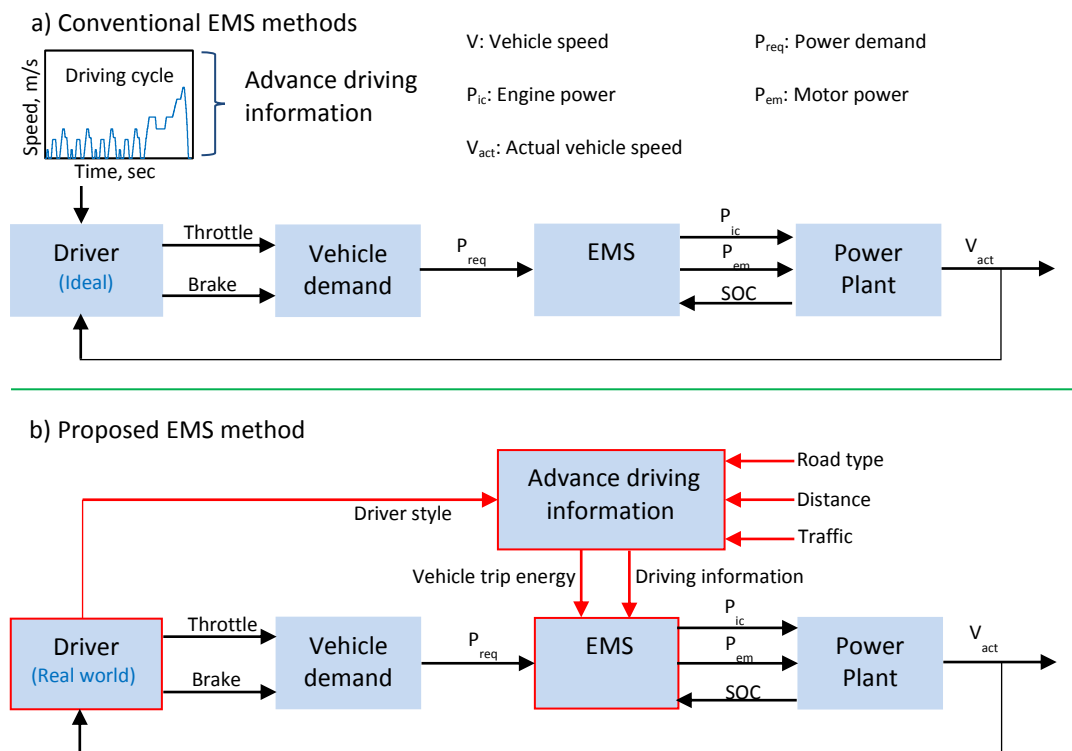 a) Conventional EMS methods
Speed, m/s
Driving cycle
Time, sec
Advance driving
information
V: Vehicle speed
P_req: Power demand
P_ic: Engine power
P_em: Motor power
V_act: Actual vehicle speed
Driver
(Ideal)
Throttle
Brake
Vehicle
demand
P_req
EMS
P_ic
P_em
SOC
Power
Plant
V_act
b) Proposed EMS method
Advance driving
information
Road type
Distance
Traffic
Driver style
Vehicle trip energy
Driving information
Driver
(Real world)
Throttle
Brake
Vehicle
demand
P_req
EMS
P_ic
P_em
SOC
Power
Plant
V_act